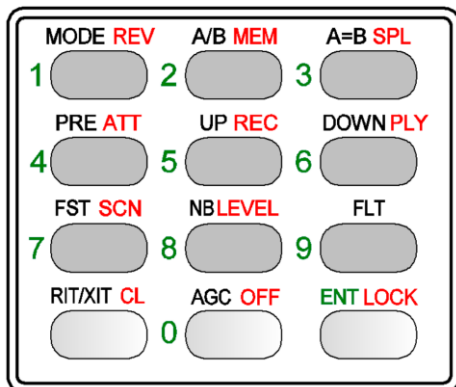 MODE REV A/B MEM A=B SPL
1 2 3
PRE ATT UP REC DOWN PLY
4 5 6
FST SCN NB LEVEL FLT
7 8 9
RIT/XIT CL AGC OFF ENT LOCK
0